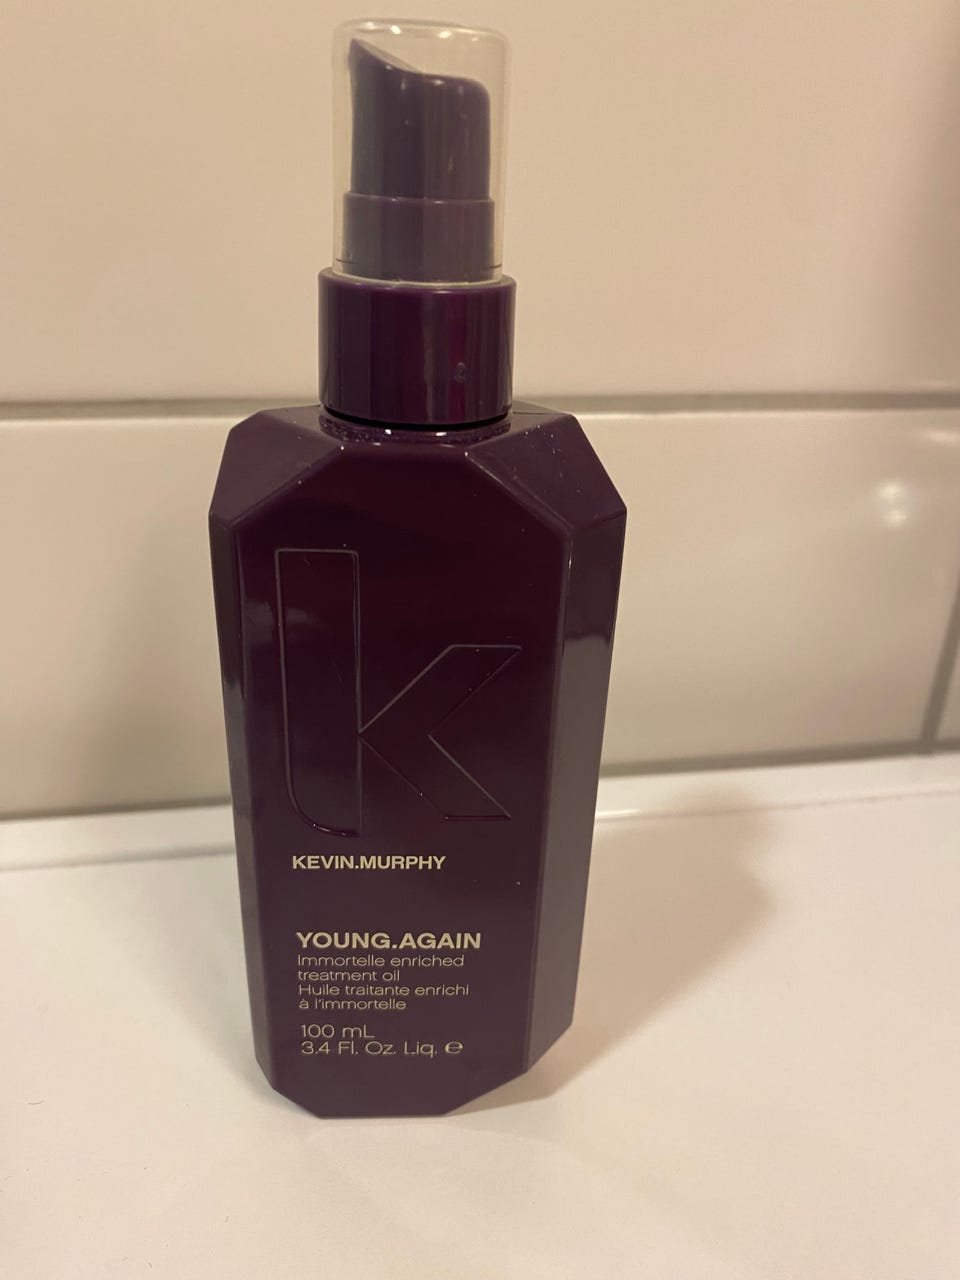 k
KEVIN.MURPHY
YOUNG.AGAIN
Immortelle enriched
treatment oil
Huile traitante enrichi
à l'immortelle
100 mL
3.4 Fl. Oz. Liq. ℮